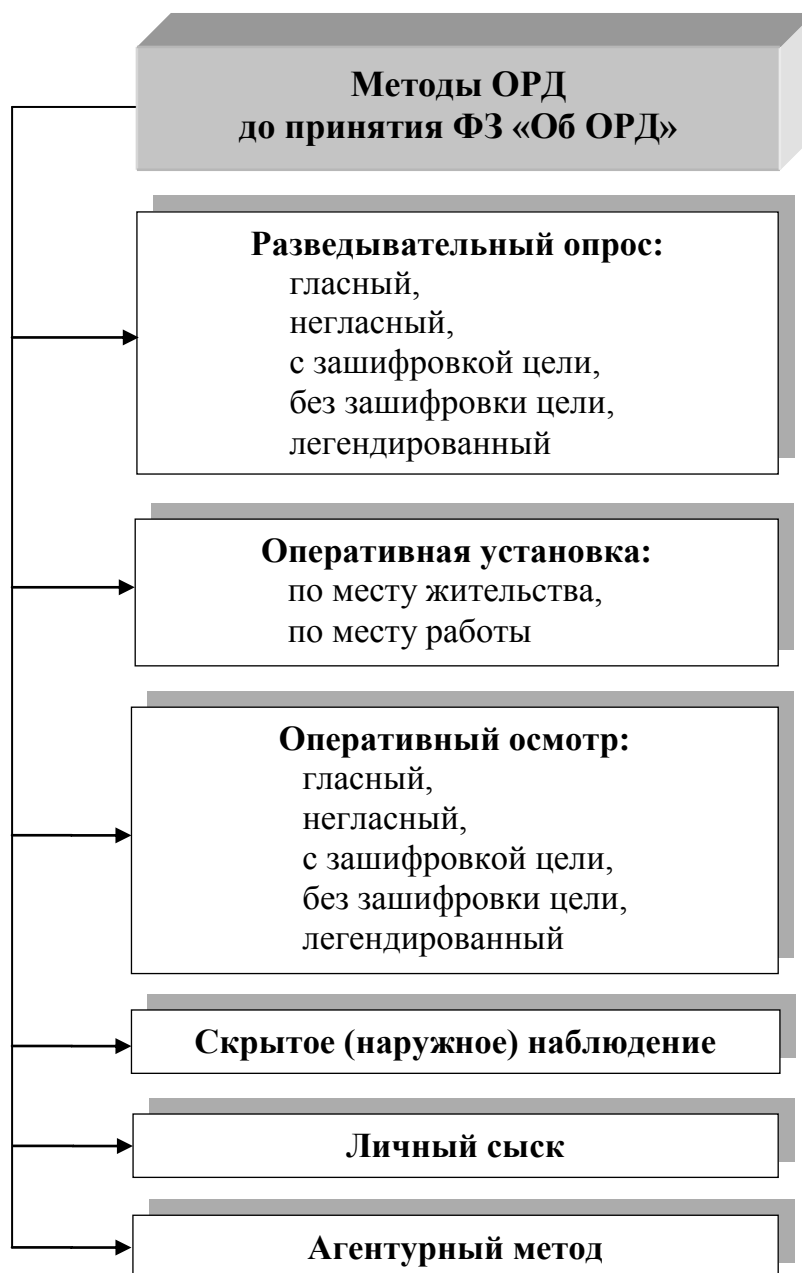 Методы ОРД
до принятия ФЗ «Об ОРД»
Разведывательный опрос:
гласный,
негласный,
с зашифровкой цели,
без зашифровки цели,
легендированный
Оперативная установка:
по месту жительства,
по месту работы
Оперативный осмотр:
гласный,
негласный,
с зашифровкой цели,
без зашифровки цели,
легендированный
Скрытое (наружное) наблюдение
Личный сыск
Агентурный метод